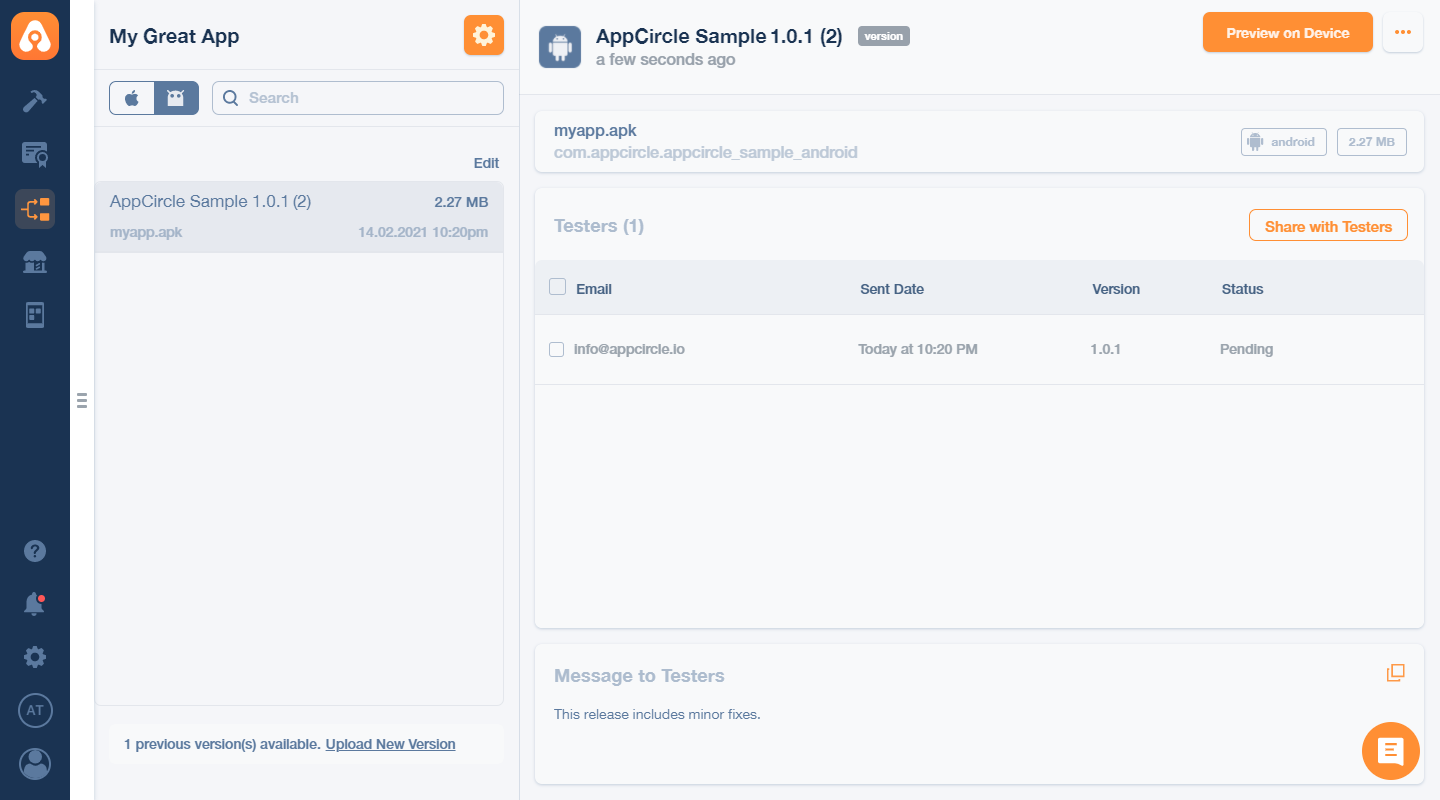 My Great App
Search
Edit
AppCircle Sample 1.0.1 (2)
2.27 MB
myapp.apk
14.02.2021 10:20pm
1 previous version(s) available. Upload New Version
AT
AppCircle Sample 1.0.1 (2)
version
a few seconds ago
Preview on Device
myapp.apk
com.appcircle.appcircle_sample_android
android
2.27 MB
Testers (1)
Share with Testers
Email Sent Date Version Status
info@appcircle.io Today at 10:20 PM 1.0.1 Pending
Message to Testers
This release includes minor fixes.